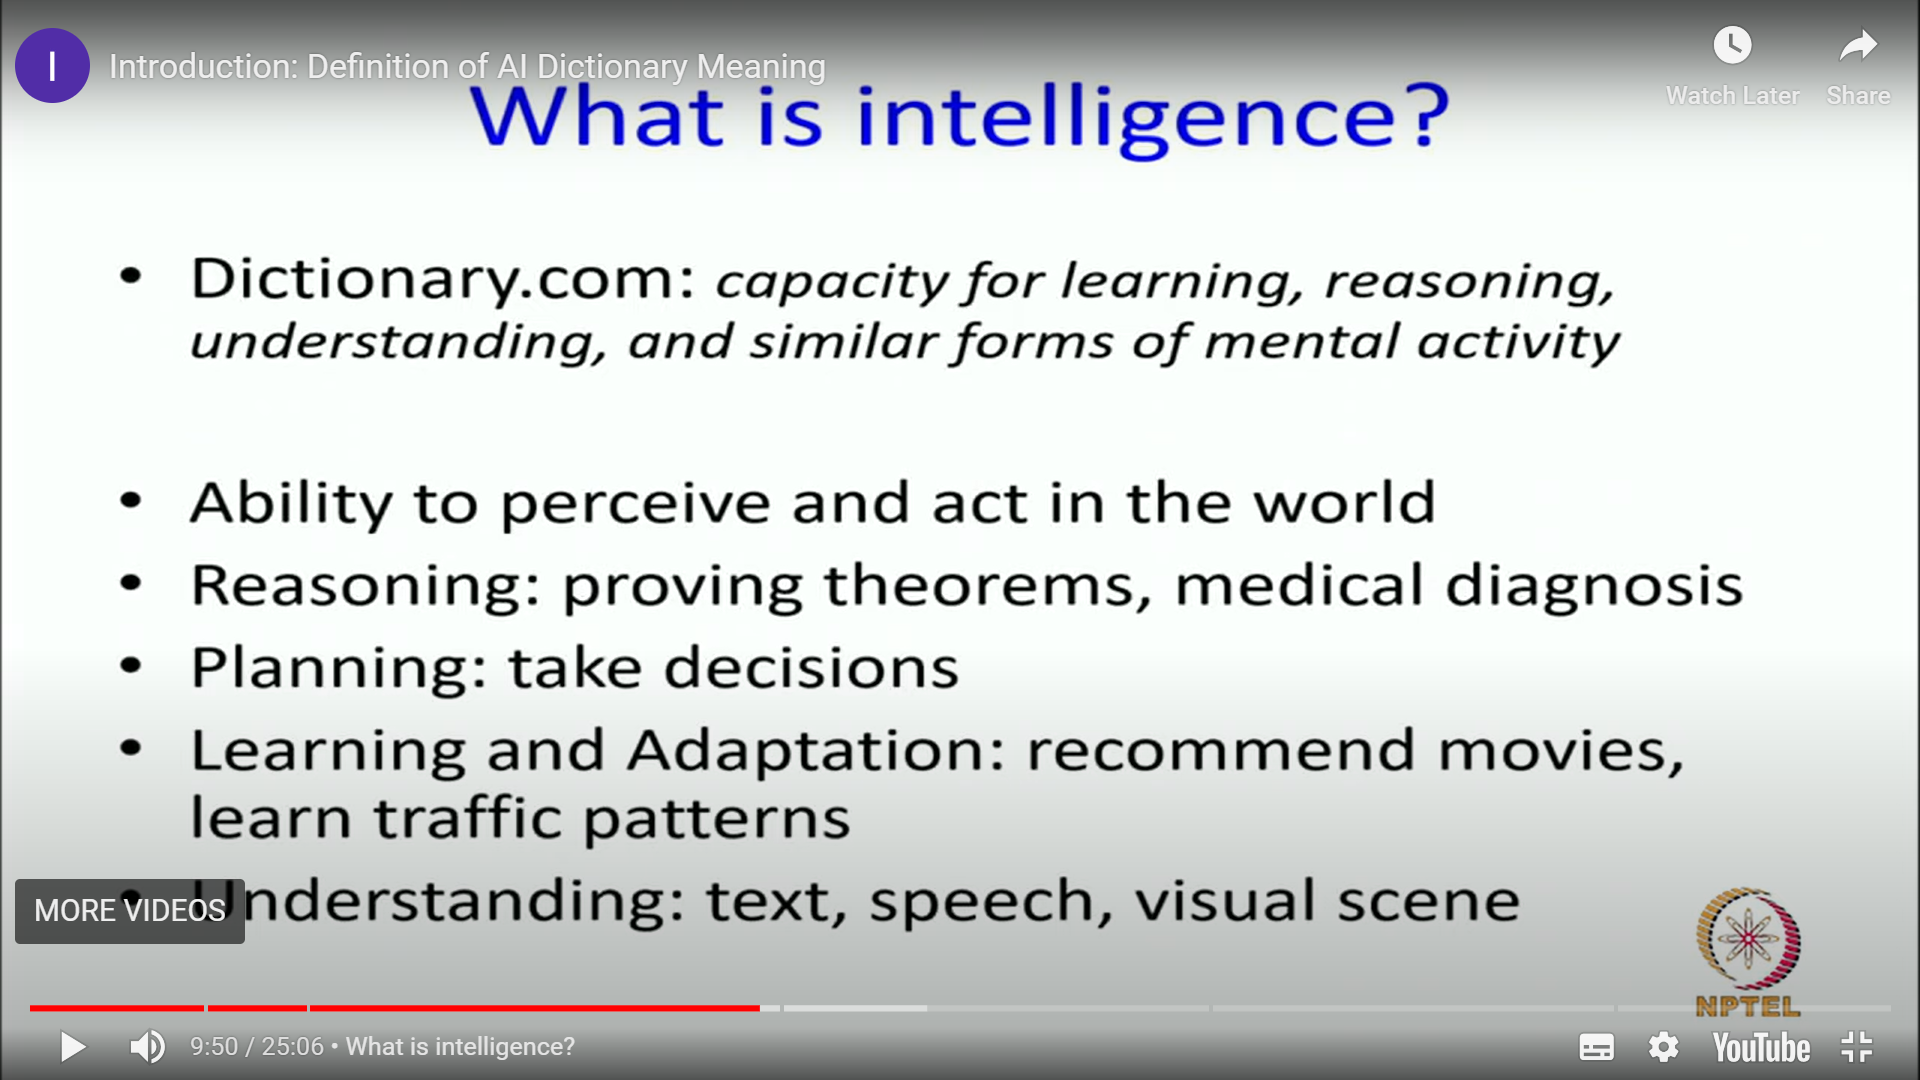 I
Introduction: Definition of AI Dictionary Meaning
Watch Later
Share
What is intelligence?
• Dictionary.com: capacity for learning, reasoning,
understanding, and similar forms of mental activity
• Ability to perceive and act in the world
• Reasoning: proving theorems, medical diagnosis
• Planning: take decisions
• Learning and Adaptation: recommend movies,
learn traffic patterns
• Understanding: text, speech, visual scene
MORE VIDEOS
NPTEL
9:50 / 25:06 • What is intelligence?
YouTube